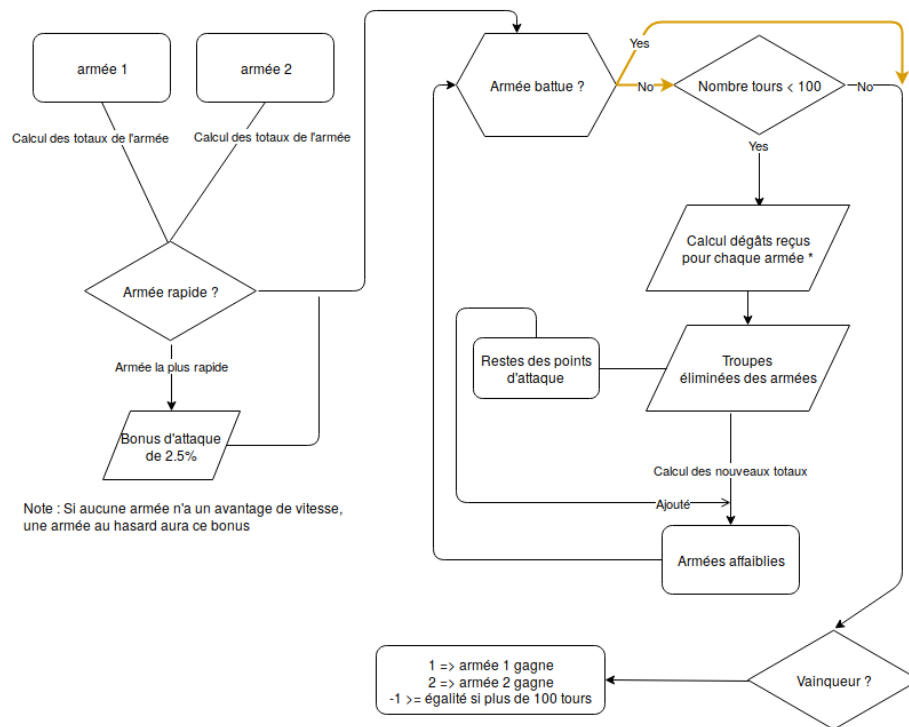 armée 1
armée 2
Calcul des totaux de l'armée
Calcul des totaux de l'armée
Armée rapide ?
Armée la plus rapide
Bonus d'attaque
de 2.5%
Note : Si aucune armée n'a un avantage de vitesse,
une armée au hasard aura ce bonus
Armée battue ?
Yes
No
Nombre tours < 100
No
Yes
Calcul dégâts reçus
pour chaque armée *
Troupes
éliminées des armées
Restes des points
d'attaque
Calcul des nouveaux totaux
Ajouté
Armées affaiblies
Vainqueur ?
1 => armée 1 gagne
2 => armée 2 gagne
-1 >= égalité si plus de 100 tours